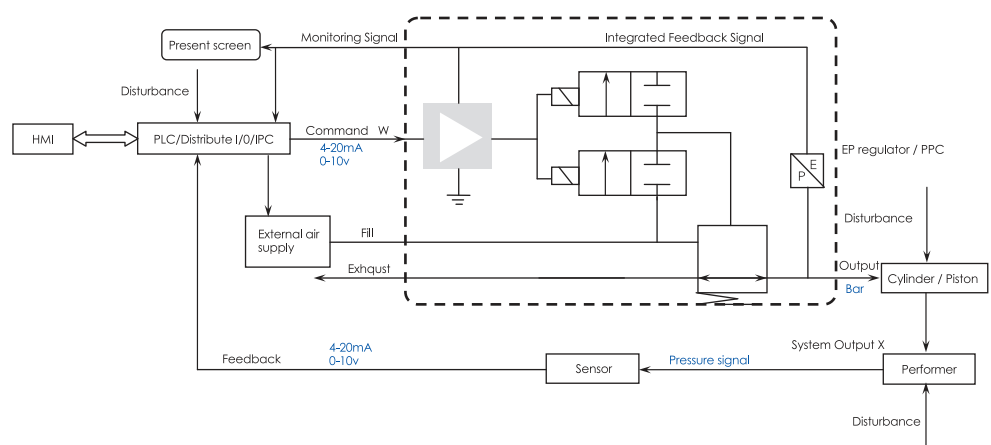 Monitoring Signal
Integrated Feedback Signal
Present screen
Disturbance
HMI
PLC/Distribute I/0/IPC
Command W
4-20mA
0-10v
E
P
EP regulator / PPC
Disturbance
External air
supply
Fill
Exhqust
Output
Bar
Cylinder / Piston
System Output X
Feedback
4-20mA
0-10v
Sensor
Pressure signal
Performer
Disturbance